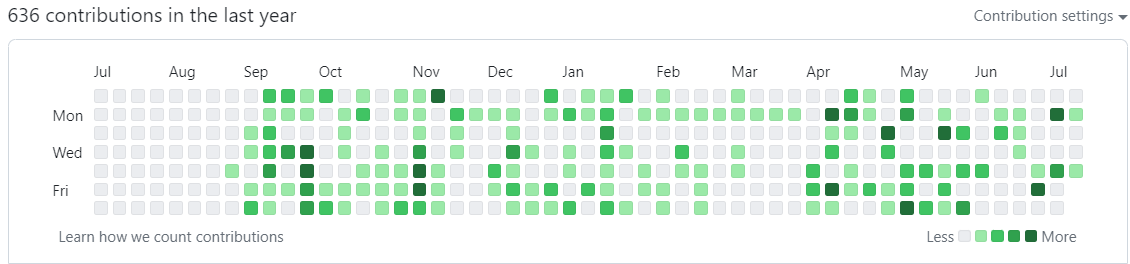 636 contributions in the last year
Contribution settings
Jul Aug Sep Oct Nov Dec Jan Feb Mar Apr May Jun Jul
Mon
Wed
Fri
Learn how we count contributions
Less More